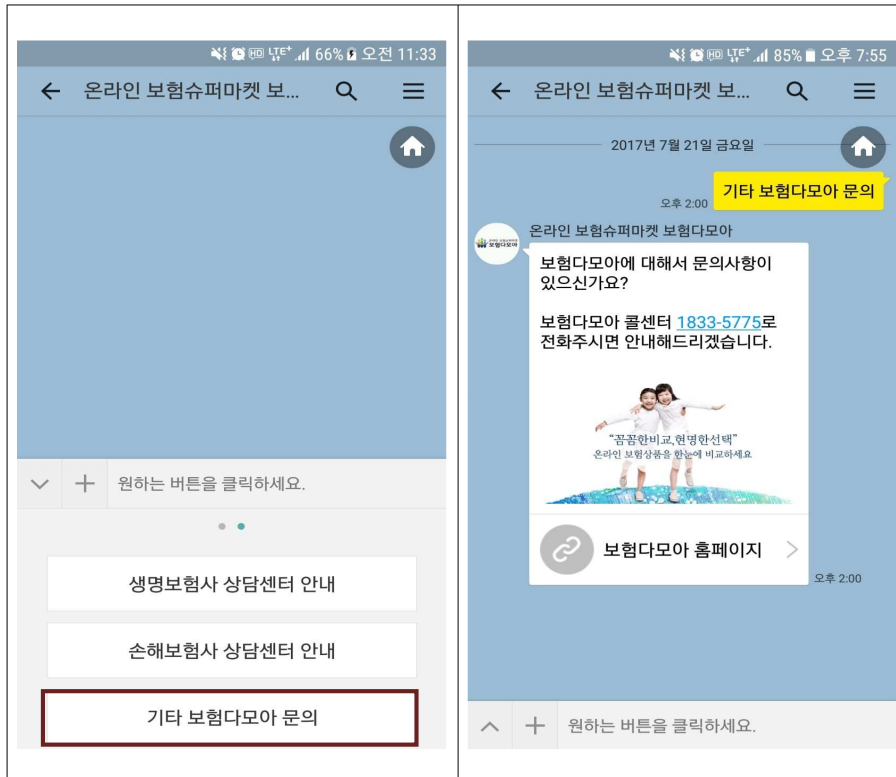 66% 오전 11:33
온라인 보험슈퍼마켓 보...
원하는 버튼을 클릭하세요.
생명보험사 상담센터 안내
손해보험사 상담센터 안내
기타 보험다모아 문의
85% 오후 7:55
온라인 보험슈퍼마켓 보...
2017년 7월 21일 금요일
오후 2:00
기타 보험다모아 문의
온라인 보험슈퍼마켓 보험다모아
보험다모아에 대해서 문의사항이
있으신가요?
보험다모아 콜센터 1833-5775로
전화주시면 안내해드리겠습니다.
“꼼꼼한비교,현명한선택”
온라인 보험상품을 한눈에 비교하세요
보험다모아 홈페이지
오후 2:00
원하는 버튼을 클릭하세요.